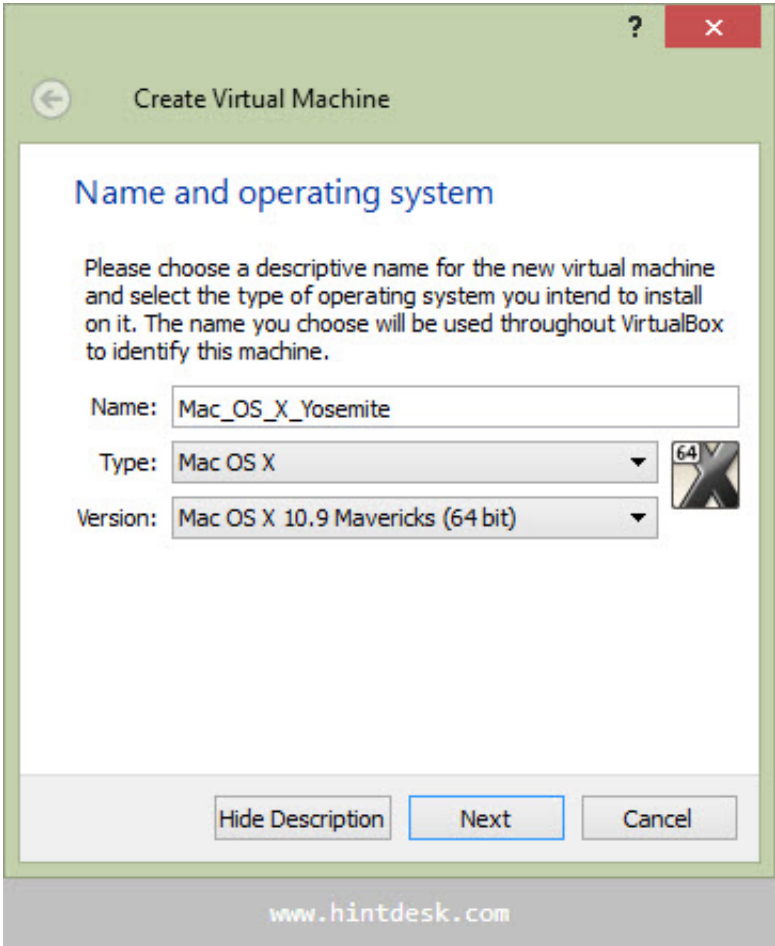 ?
Create Virtual Machine
Name and operating system
Please choose a descriptive name for the new virtual machine
and select the type of operating system you intend to install
on it. The name you choose will be used throughout VirtualBox
to identify this machine.
Name: Mac_OS_X_Yosemite
Type: Mac OS X
64
X
Version: Mac OS X 10.9 Mavericks (64 bit)
Hide Description Next Cancel
www.hintdesk.com